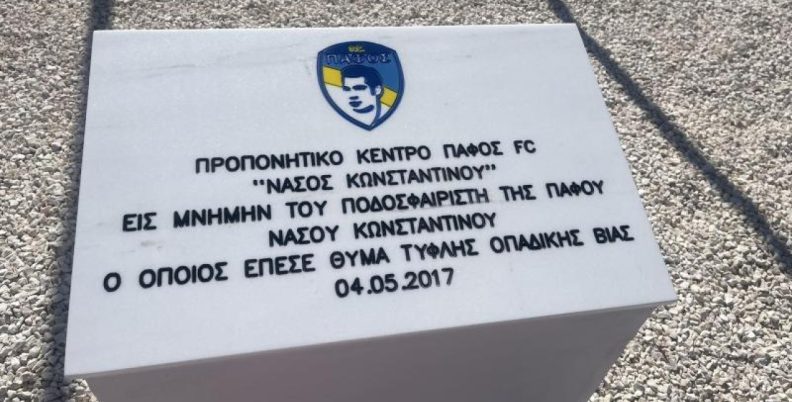 ΠΑΦΟΣ
ΠΡΟΠΟΝΗΤΙΚΟ ΚΕΝΤΡΟ ΠΑΦΟΣ FC
"ΝΑΣΟΣ ΚΩΝΣΤΑΝΤΙΝΟΥ"
ΕΙΣ ΜΝΗΜΗΝ ΤΟΥ ΠΟΔΟΣΦΑΙΡΙΣΤΗ ΤΗΣ ΠΑΦΟΥ
ΝΑΣΟΥ ΚΩΝΣΤΑΝΤΙΝΟΥ
Ο ΟΠΟΙΟΣ ΕΠΕΣΕ ΘΥΜΑ ΤΥΦΛΗΣ ΟΠΑΔΙΚΗΣ ΒΙΑΣ
04.05.2017